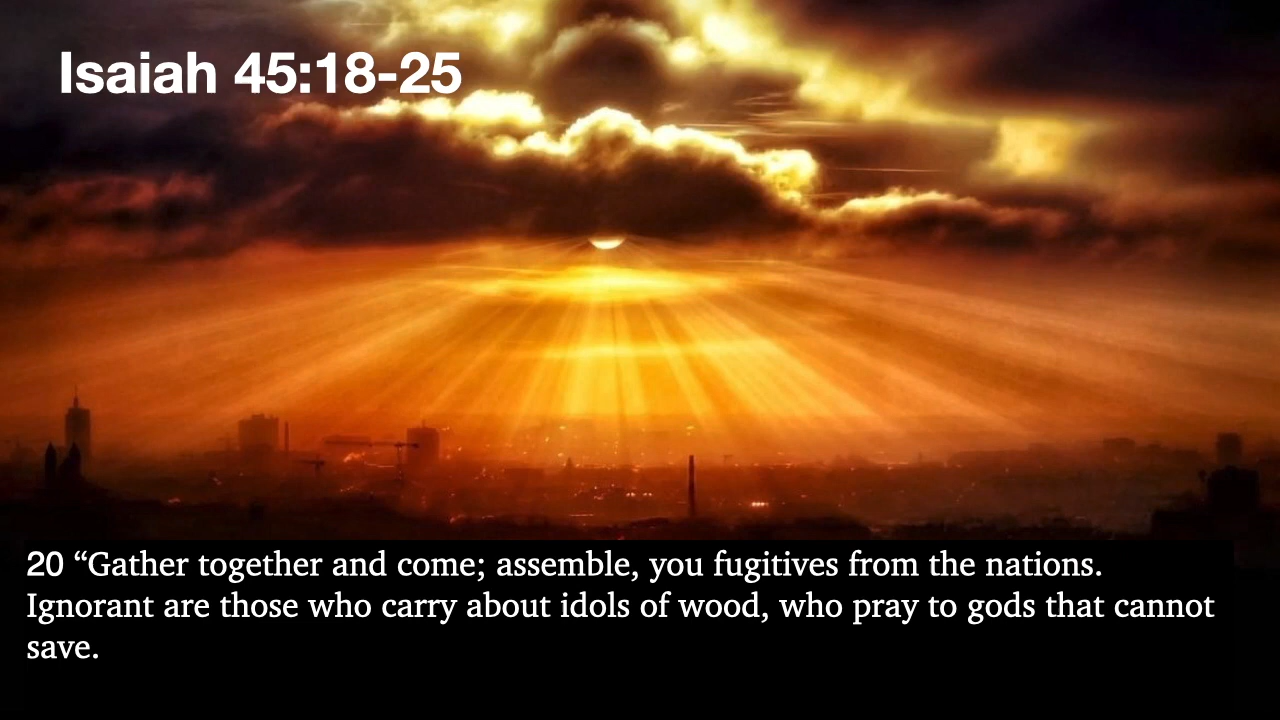 Isaiah 45:18-25
20 “Gather together and come; assemble, you fugitives from the nations.
Ignorant are those who carry about idols of wood, who pray to gods that cannot
save.